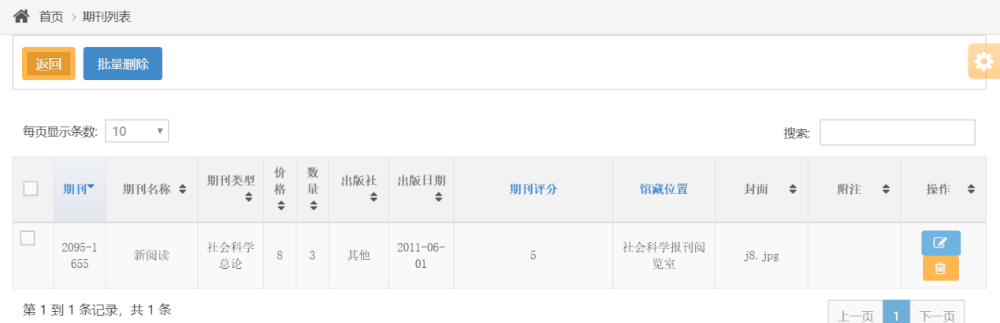 首页 > 期刊列表
返回 批量删除
每页显示条数: 10 搜索:
期刊 期刊名称 期刊类型 价格 数量 出版社 出版日期 期刊评分 馆藏位置 封面 附注 操作
2095-1655 新阅读 社会科学总论 8 3 其他 2011-06-01 5 社会科学报刊阅览室 j8.jpg
第 1 到 1 条记录，共 1 条 上一页 1 下一页